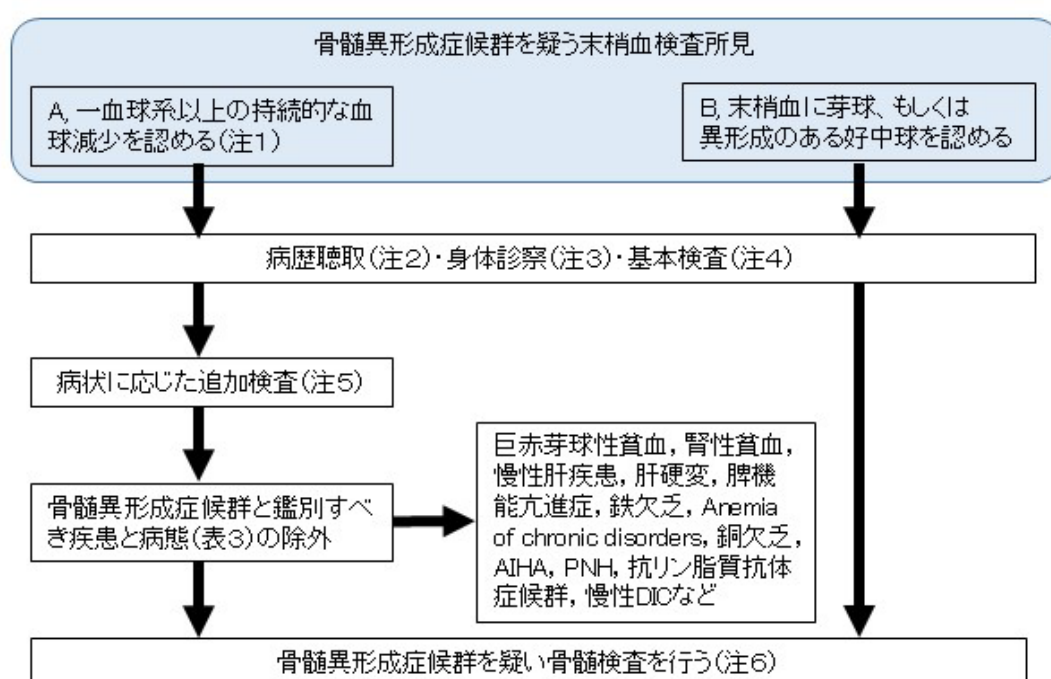 骨髄異形成症候群を疑う末梢血検査所見
A, 一血球系以上の持続的な血
球減少を認める(注1)
B, 末梢血に芽球、もしくは
異形成のある好中球を認める
病歴聴取(注2)・身体診察(注3)・基本検査(注4)
病状に応じた追加検査(注5)
骨髄異形成症候群と鑑別すべ
き疾患と病態(表3)の除外
巨赤芽球性貧血, 腎性貧血,
慢性肝疾患, 肝硬変, 脾機
能亢進症, 鉄欠乏, Anemia
of chronic disorders, 銅欠乏,
AIHA, PNH, 抗リン脂質抗体
症候群, 慢性DICなど
骨髄異形成症候群を疑い骨髄検査を行う(注6)